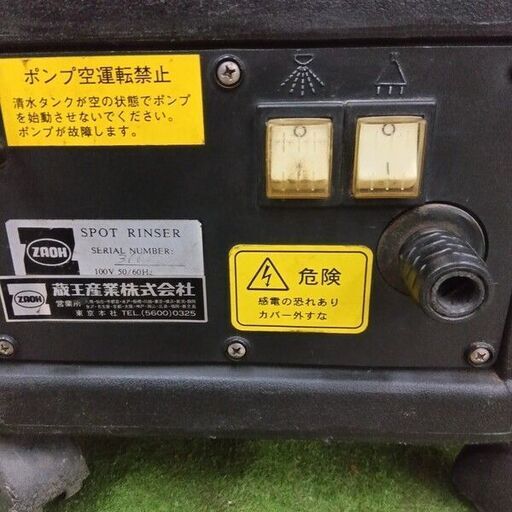 ポンプ空運転禁止
清水タンクが空の状態でポンプ
を始動させないでください。
ポンプが故障します。
ZAOH
SPOT RINSER
SERIAL NUMBER:
100V 50/60Hz
ZAOH
蔵王産業株式会社
営業所
東京本社 TEL.(5600)0325
危険
感電の恐れあり
カバー外すな